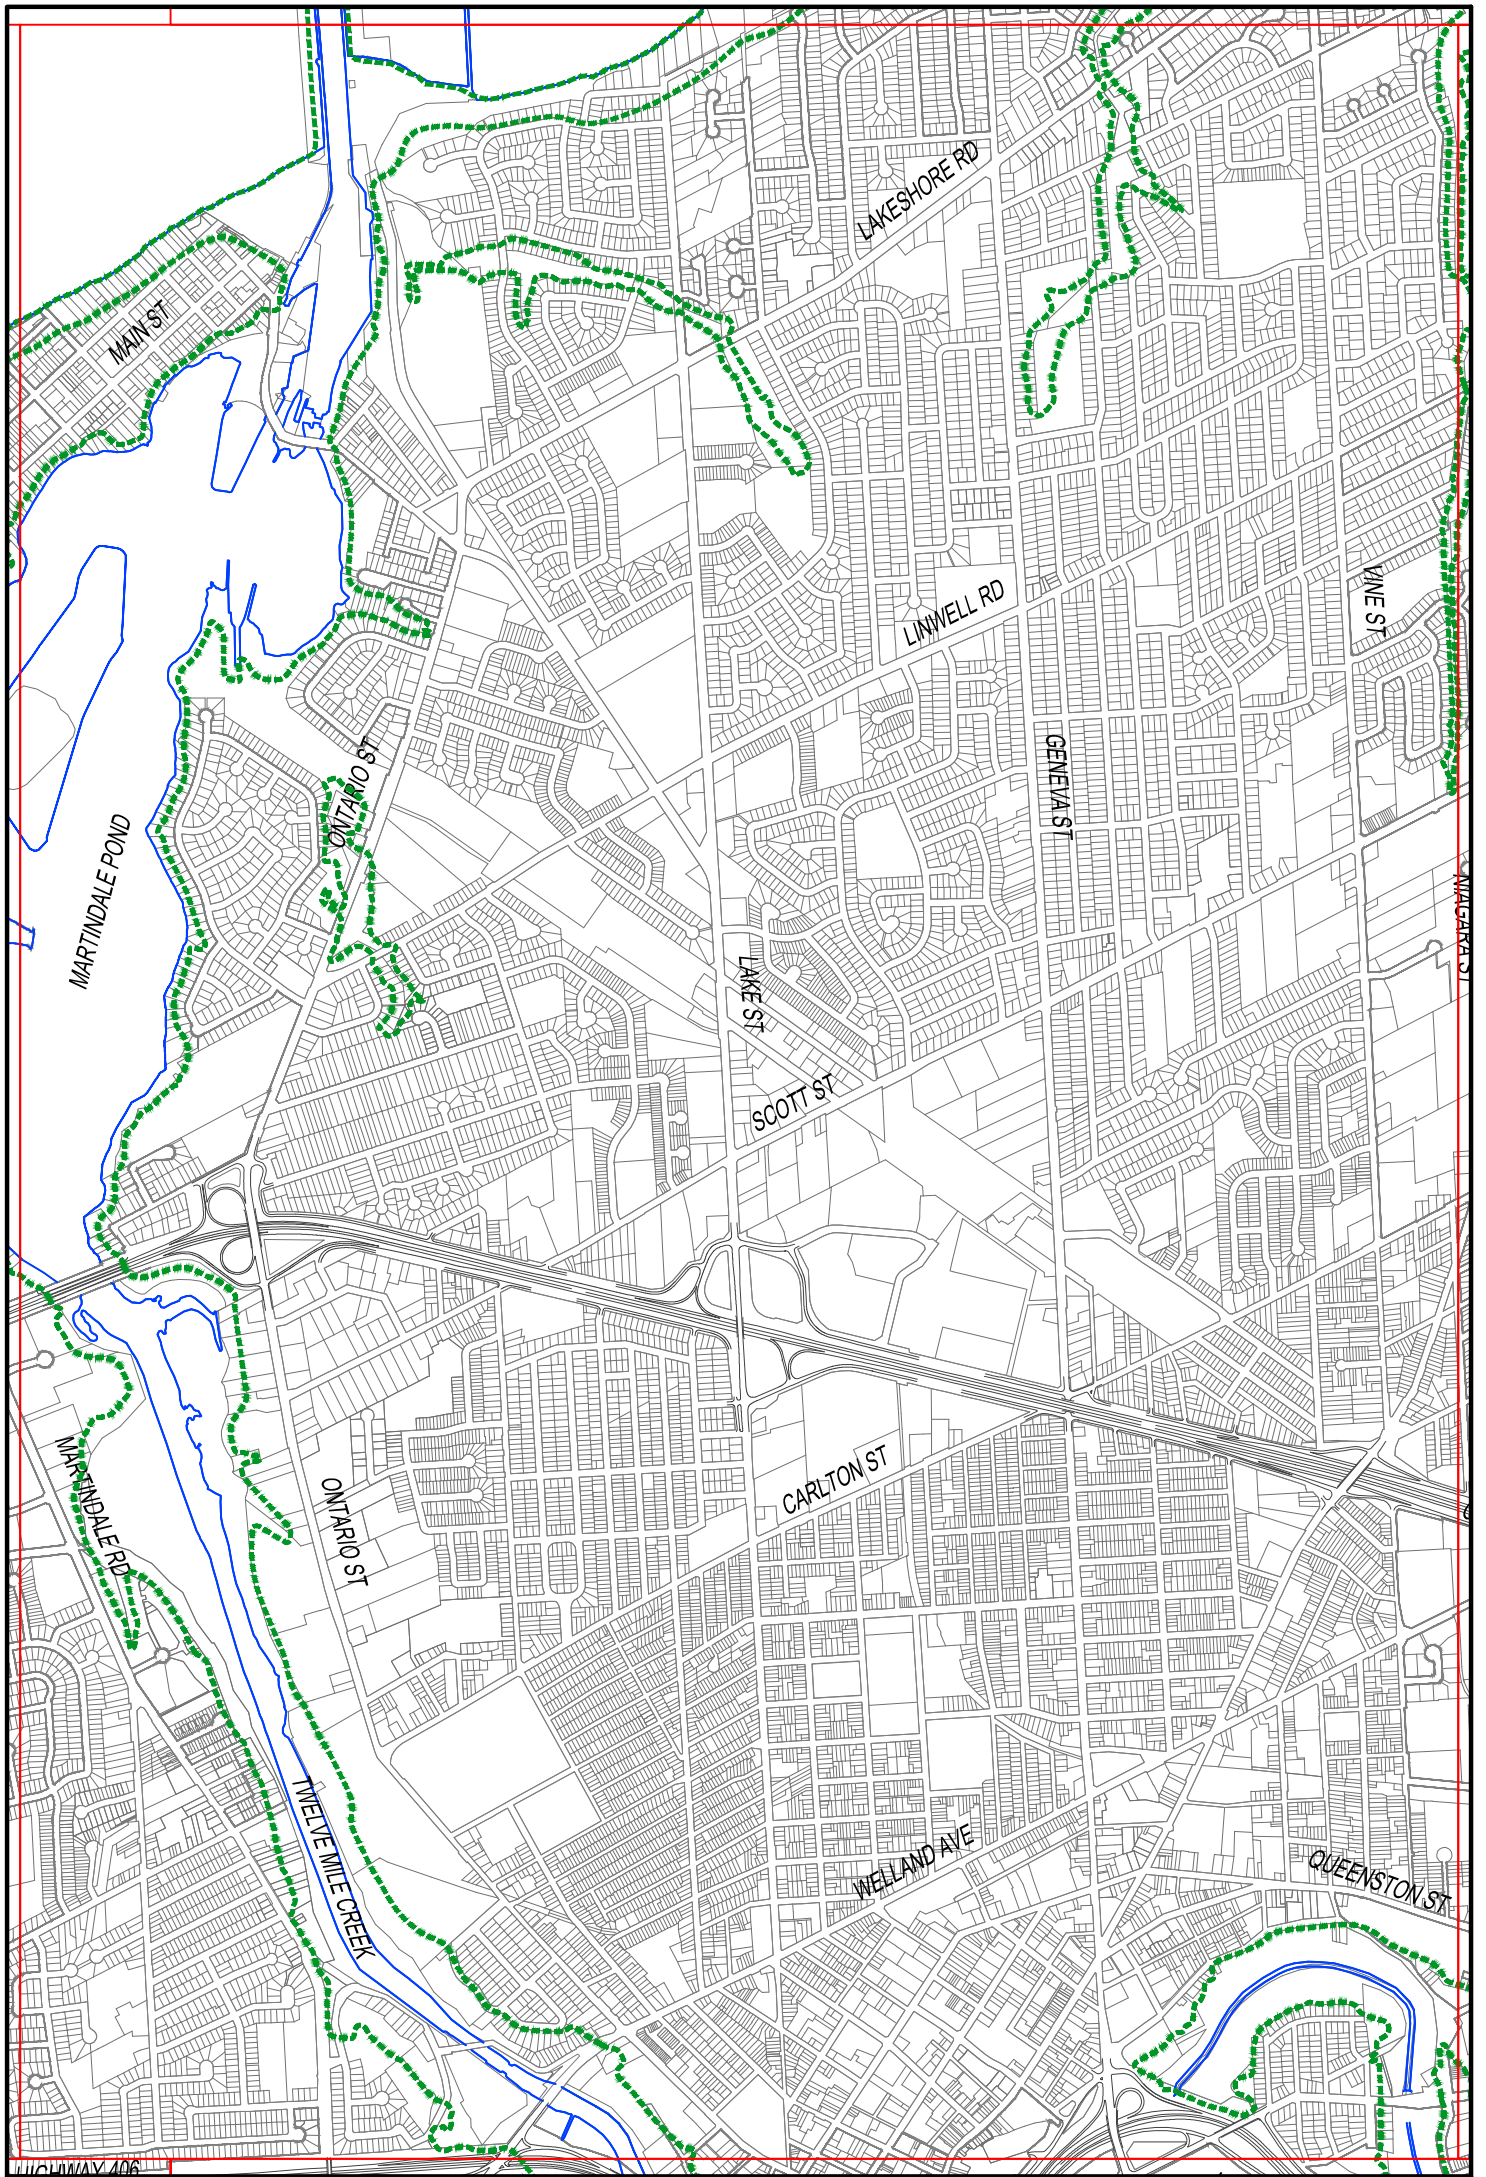 LAKESHORE RD
MAIN ST
LINWELL RD
VINE ST
ONTARIO ST
GENEVA ST
MARTINDALE POND
NIAGARA ST
LAKE ST
SCOTT ST
CARLTON ST
MARTINDALE RD
ONTARIO ST
TWELVE MILE CREEK
WELLAND AVE
QUEENSTON ST
HIGHWAY 406